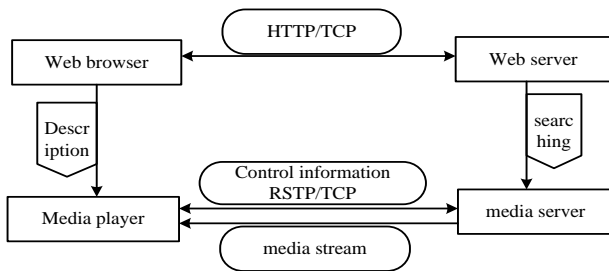 HTTP/TCP
Web browser
Web server
Descr
iption
searc
hing
Control information
RSTP/TCP
Media player
media server
media stream